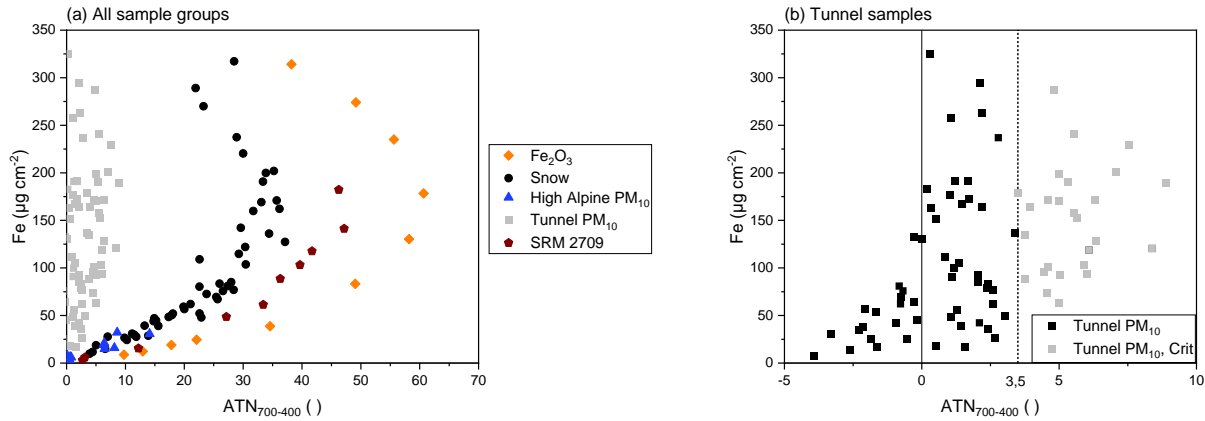 (a) All sample groups
350
300
250
200
150
100
50
0
Fe (µg cm⁻²)
0 10 20 30 40 50 60 70
ATN₇₀₀₋₄₀₀ ( )
Fe₂O₃
Snow
High Alpine PM₁₀
Tunnel PM₁₀
SRM 2709
(b) Tunnel samples
350
300
250
200
150
100
50
0
Fe (µg cm⁻²)
-5 0 3,5 5 10
ATN₇₀₀₋₄₀₀ ( )
Tunnel PM₁₀
Tunnel PM₁₀, Crit